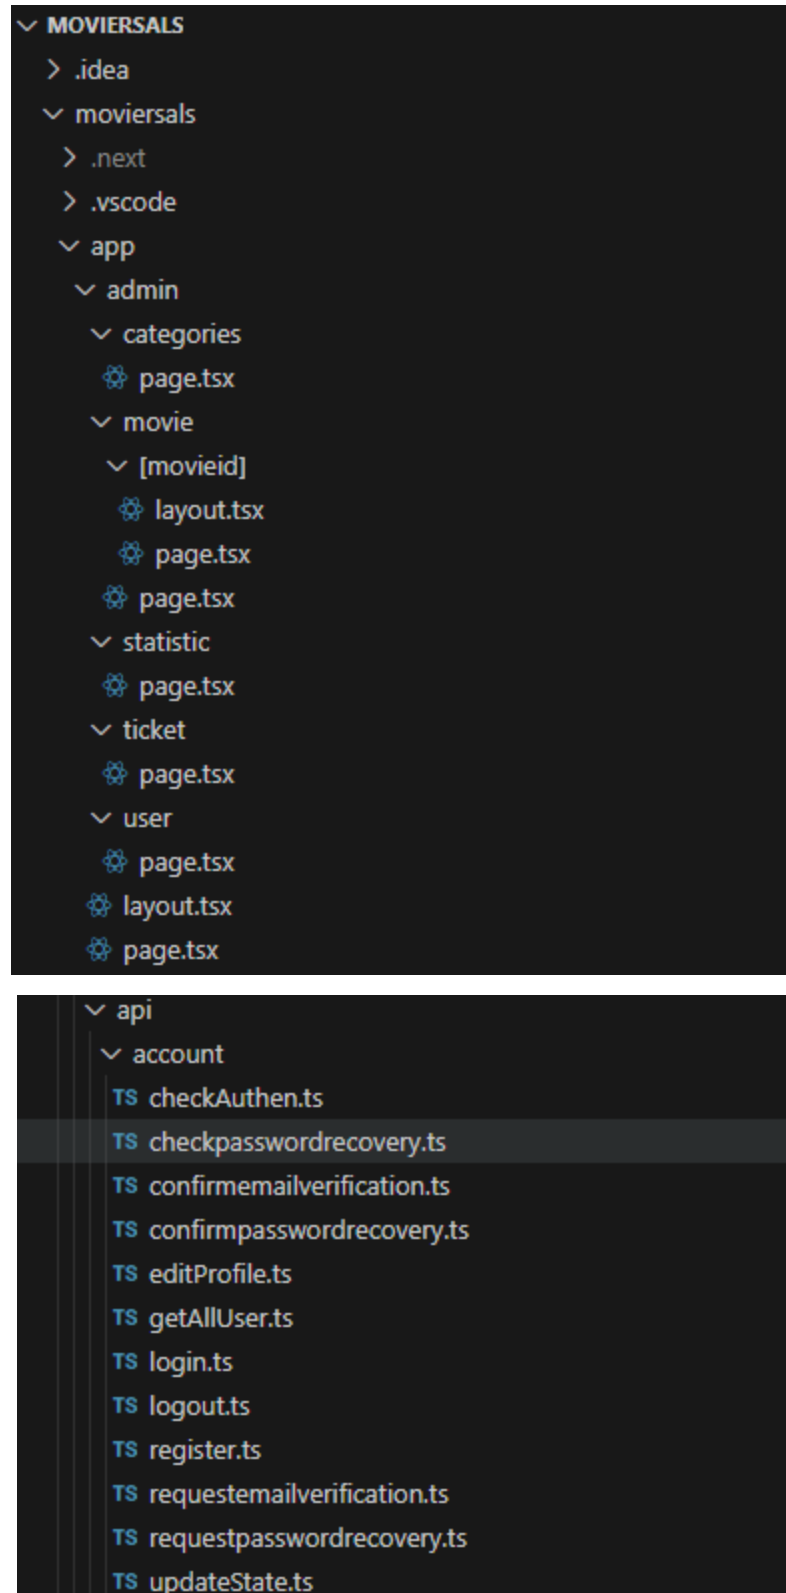 MOVIERSALS
.idea
moviersals
.next
.vscode
app
admin
categories
page.tsx
movie
[movieid]
layout.tsx
page.tsx
page.tsx
statistic
page.tsx
ticket
page.tsx
user
page.tsx
layout.tsx
page.tsx
api
account
TS checkAuthen.ts
TS checkpasswordrecovery.ts
TS confirmemailverification.ts
TS confirmpasswordrecovery.ts
TS editProfile.ts
TS getAllUser.ts
TS login.ts
TS logout.ts
TS register.ts
TS requestemailverification.ts
TS requestpasswordrecovery.ts
TS updateState.ts